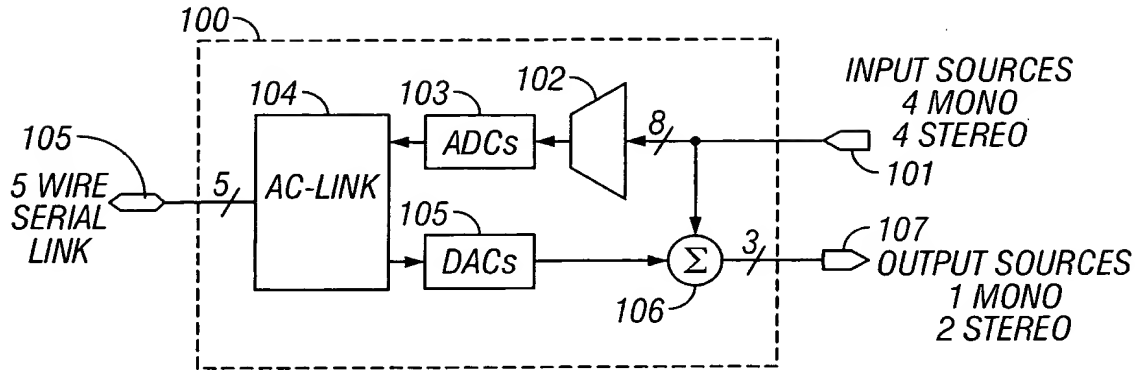 100
102
104
103
INPUT SOURCES
4 MONO
4 STEREO
105
8
ADCs
101
5 WIRE
SERIAL
LINK
5
AC-LINK
105
3
107
DACs
Σ
OUTPUT SOURCES
1 MONO
2 STEREO
106